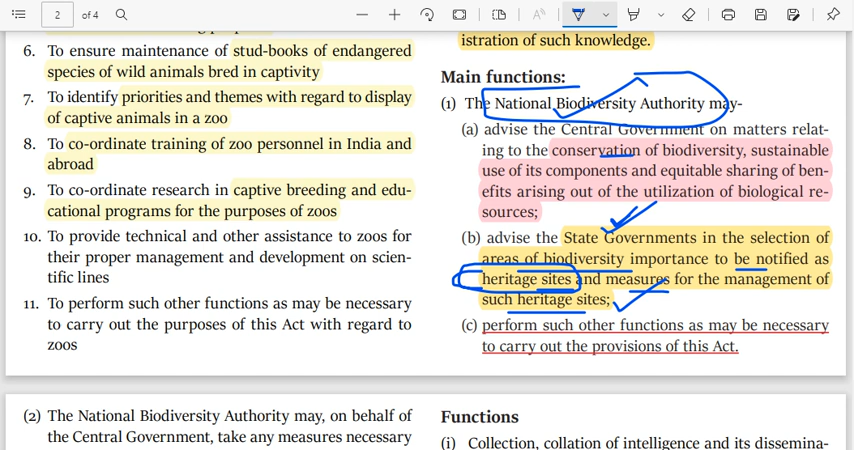 2
of 4
6. To ensure maintenance of stud-books of endangered
species of wild animals bred in captivity
7. To identify priorities and themes with regard to display
of captive animals in a zoo
8. To co-ordinate training of zoo personnel in India and
abroad
9. To co-ordinate research in captive breeding and edu-
cational programs for the purposes of zoos
10. To provide technical and other assistance to zoos for
their proper management and development on scien-
tific lines
11. To perform such other functions as may be necessary
to carry out the purposes of this Act with regard to
zoos
(2) The National Biodiversity Authority may, on behalf of
the Central Government, take any measures necessary
istration of such knowledge.
Main functions:
(1) The National Biodiversity Authority may-
(a) advise the Central Government on matters relat-
ing to the conservation of biodiversity, sustainable
use of its components and equitable sharing of ben-
efits arising out of the utilization of biological re-
sources;
(b) advise the State Governments in the selection of
areas of biodiversity importance to be notified as
heritage sites and measures for the management of
such heritage sites;
(c) perform such other functions as may be necessary
to carry out the provisions of this Act.
Functions
(i) Collection, collation of intelligence and its dissemina-